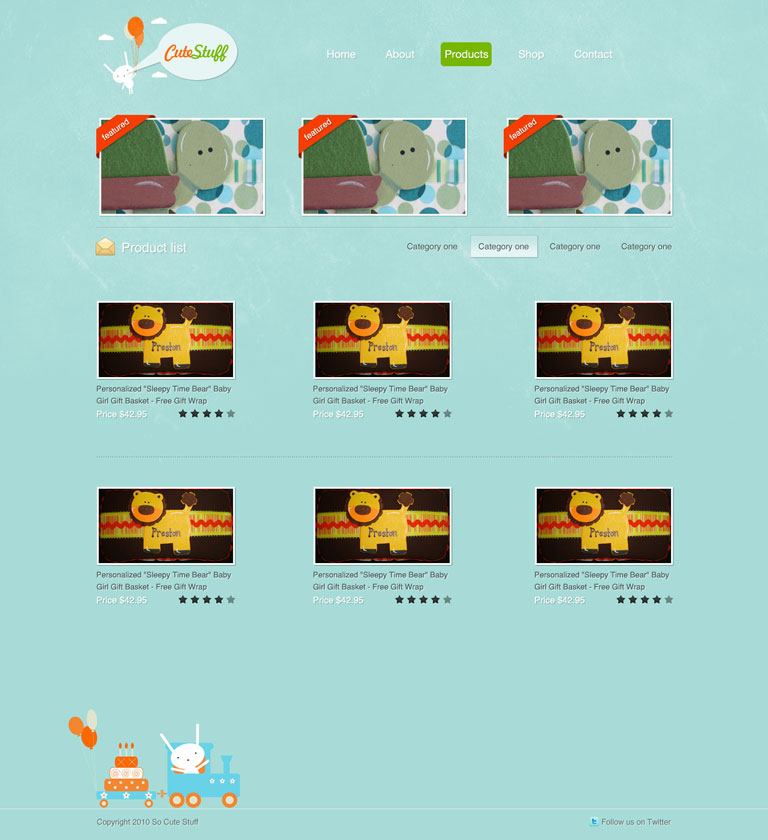 CuteStuff
Home About Products Shop Contact
featured featured featured
Product list
Category one Category one Category one Category one
Preston Preston Preston
Personalized "Sleepy Time Bear" Baby
Girl Gift Basket - Free Gift Wrap
Price $42.95
Personalized "Sleepy Time Bear" Baby
Girl Gift Basket - Free Gift Wrap
Price $42.95
Personalized "Sleepy Time Bear" Baby
Girl Gift Basket - Free Gift Wrap
Price $42.95
Preston Preston Preston
Personalized "Sleepy Time Bear" Baby
Girl Gift Basket - Free Gift Wrap
Price $42.95
Personalized "Sleepy Time Bear" Baby
Girl Gift Basket - Free Gift Wrap
Price $42.95
Personalized "Sleepy Time Bear" Baby
Girl Gift Basket - Free Gift Wrap
Price $42.95
Copyright 2010 So Cute Stuff
Follow us on Twitter